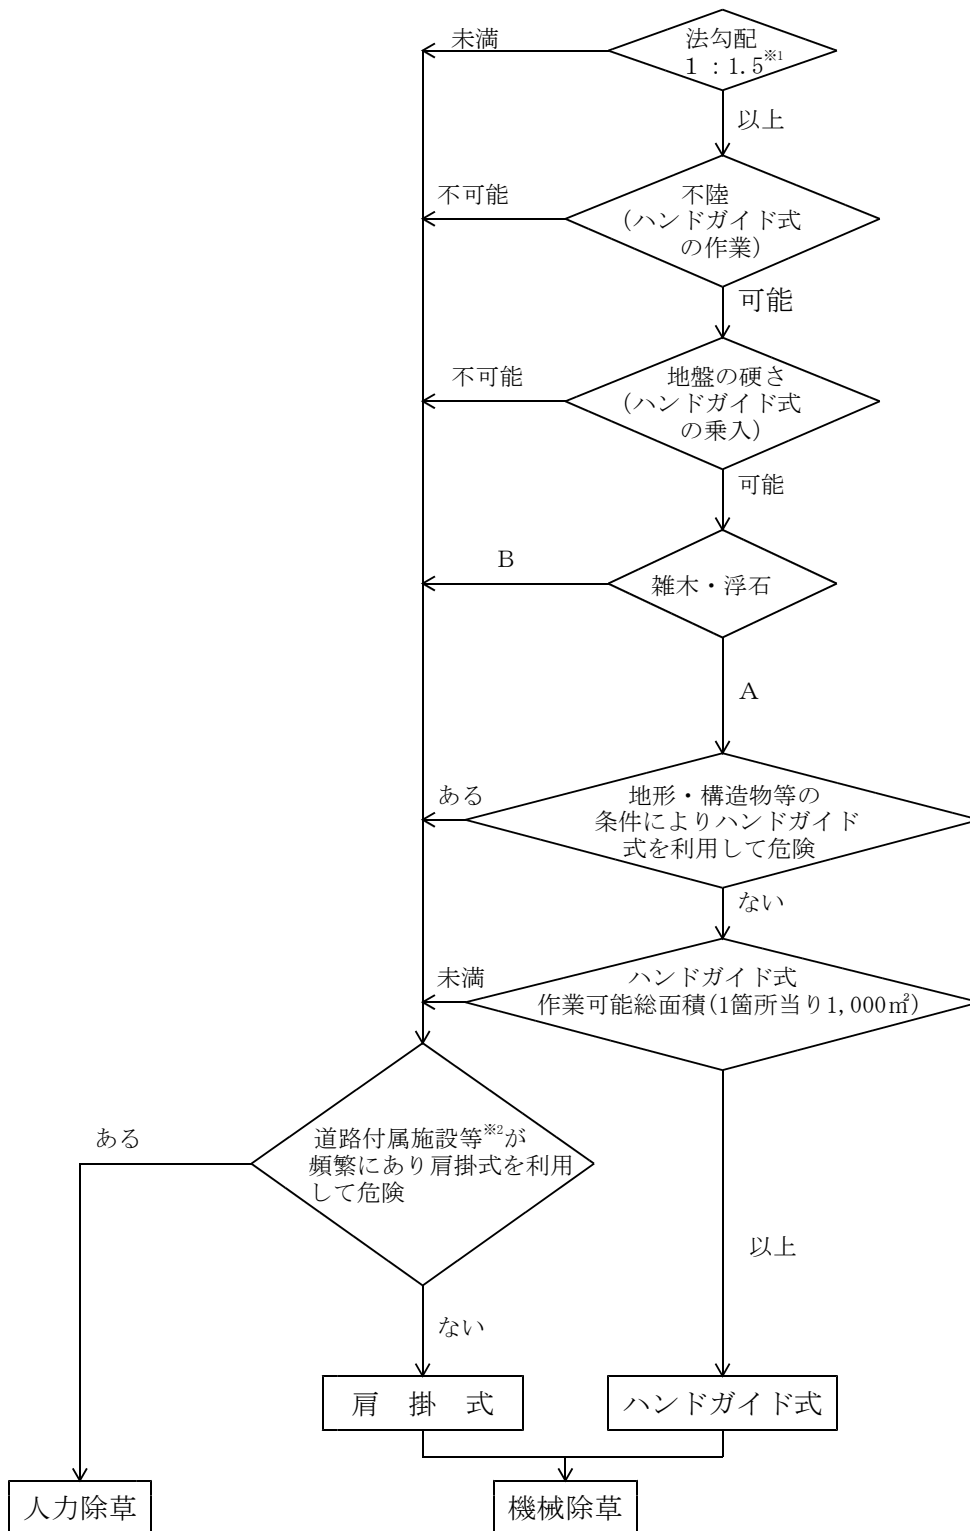 法勾配
1 : 1.5※1
未満
以上
不陸
(ハンドガイド式
の作業)
不可能
可能
地盤の硬さ
(ハンドガイド式
の乗入)
不可能
可能
雑木・浮石
B
A
地形・構造物等の
条件によりハンドガイド
式を利用して危険
ある
ない
ハンドガイド式
作業可能総面積(1箇所当り1,000㎡)
未満
以上
道路付属施設等※2が
頻繁にあり肩掛式を利用
して危険
ある
ない
肩 掛 式
ハンドガイド式
人力除草
機械除草